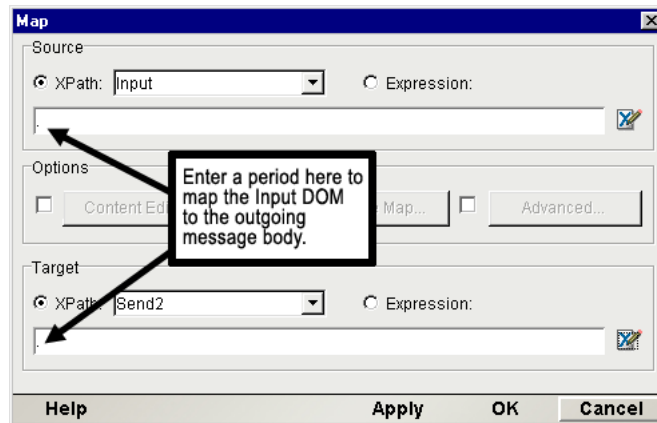 Map
Source
XPath: Input Expression:
.
Options
Enter a period here to
map the Input DOM
to the outgoing
message body.
Content Edi Map... Advanced...
Target
XPath: Send2 Expression:
.
Help Apply OK Cancel